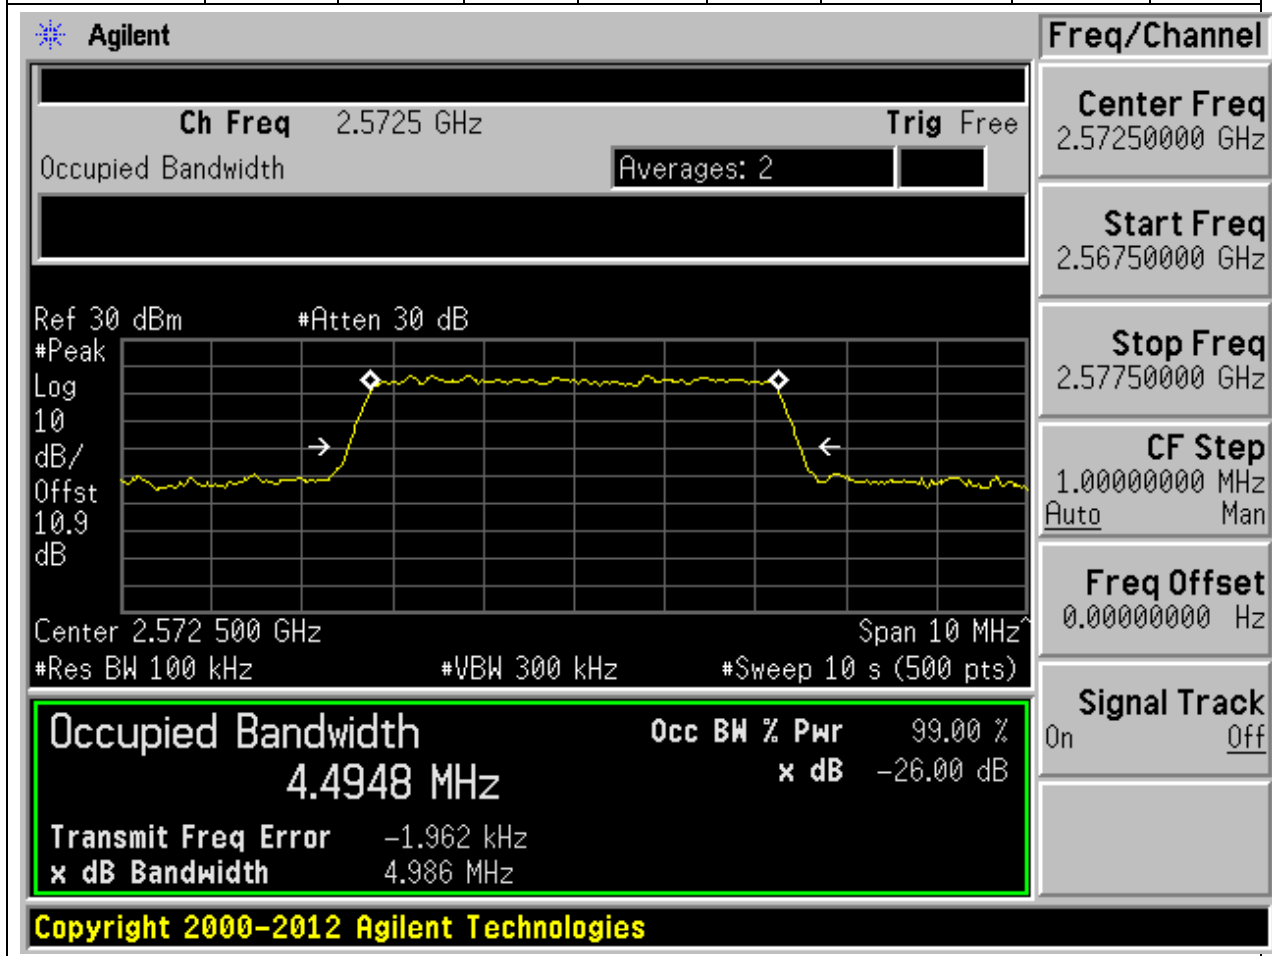 Agilent
Freq/Channel
Ch Freq 2.5725 GHz Trig Free
Occupied Bandwidth Averages: 2
Center Freq
2.57250000 GHz
Start Freq
2.56750000 GHz
Stop Freq
2.57750000 GHz
CF Step
1.00000000 MHz
Auto Man
Freq Offset
0.00000000 Hz
Signal Track
On Off
Ref 30 dBm #Atten 30 dB
#Peak
Log
10
dB/
Offst
10.9
dB
Center 2.572 500 GHz Span 10 MHz^
#Res BW 100 kHz #VBW 300 kHz #Sweep 10 s (500 pts)
Occupied Bandwidth Occ BW % Pwr 99.00 %
4.4948 MHz x dB -26.00 dB
Transmit Freq Error -1.962 kHz
x dB Bandwidth 4.986 MHz
Copyright 2000-2012 Agilent Technologies